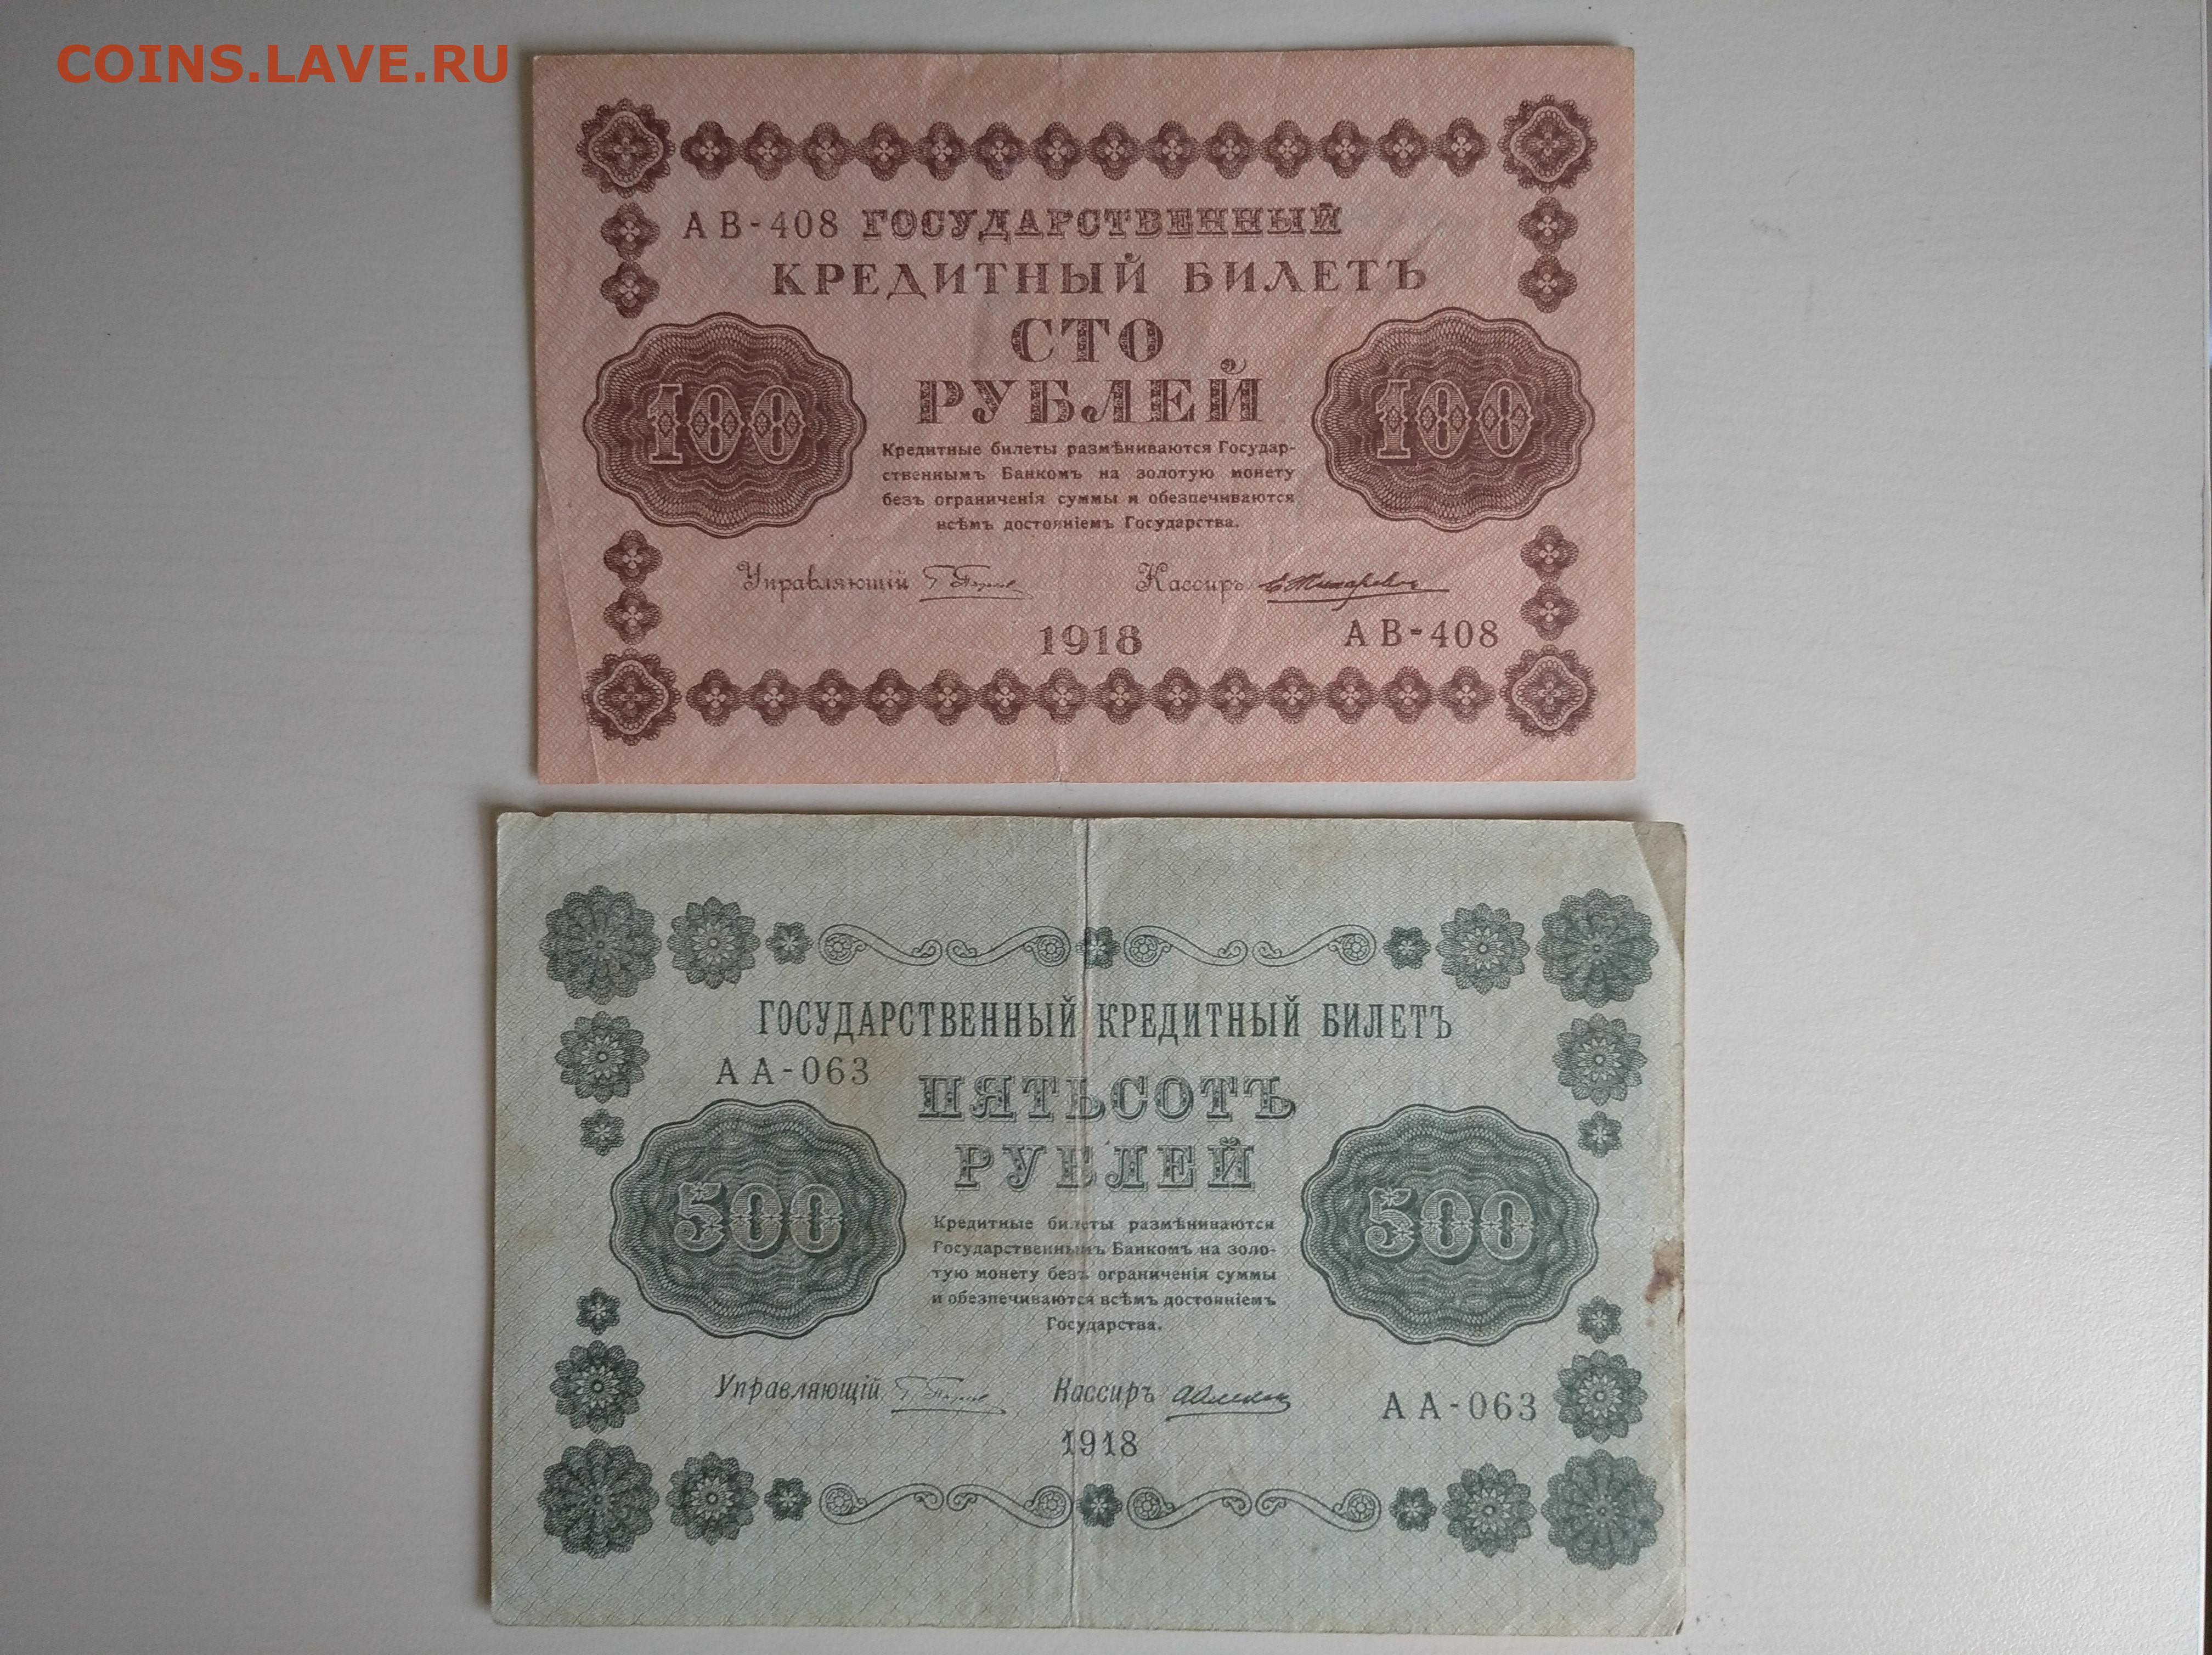 COINS.LAVE.RU
АВ-408 ГОСУДАРСТВЕННЫЙ
КРЕДИТНЫЙ БИЛЕТЪ
СТО
РУБЛЕЙ
100 100
Кредитные билеты размѣниваются Государ-
ственнымъ Банкомъ на золотую монету
безъ ограниченія суммы и обезпечиваются
всѣмъ достояніемъ Государства.
Управляющій Кассиръ
1918 АВ-408
ГОСУДАРСТВЕННЫЙ КРЕДИТНЫЙ БИЛЕТЪ
АА-063
ПЯТЬСОТЪ
РУБЛЕЙ
500 500
Кредитные билеты размѣниваются
Государственнымъ Банкомъ на золо-
тую монету безъ ограниченія суммы
и обезпечиваются всѣмъ достояніемъ
Государства.
Управляющій Кассиръ АА-063
1918